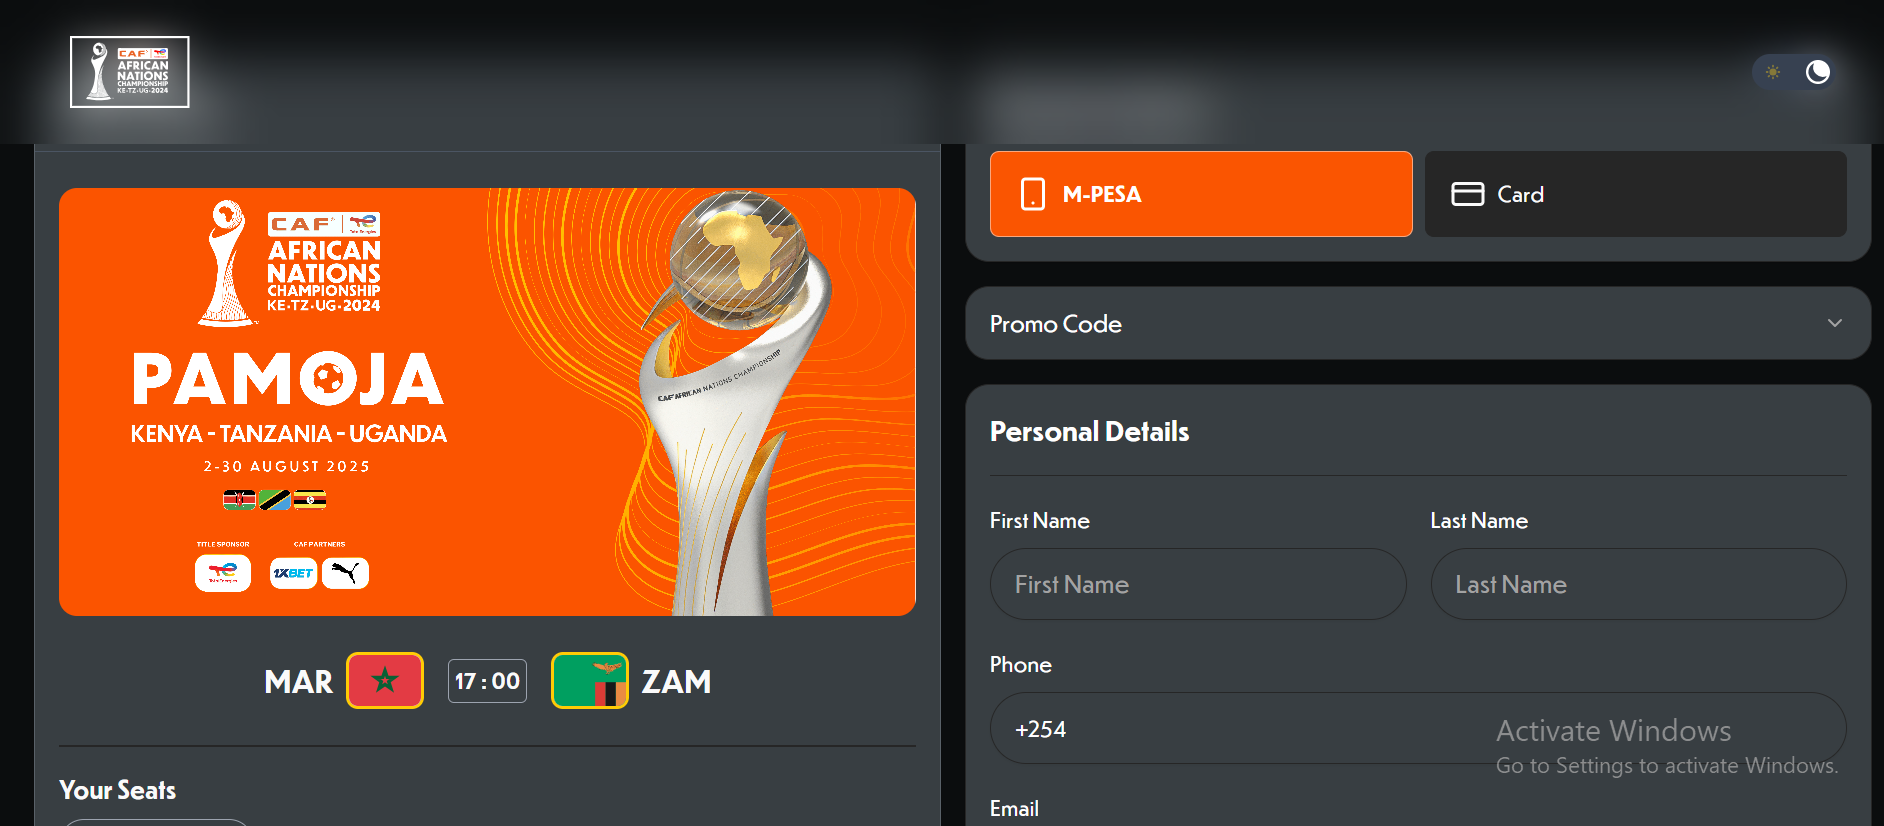 CAF
AFRICAN
NATIONS
CHAMPIONSHIP
KE·TZ·UG·2024
CAF
TotalEnergies
AFRICAN
NATIONS
CHAMPIONSHIP
KE·TZ·UG·2024
PAMOJA
KENYA - TANZANIA - UGANDA
2-30 AUGUST 2025
TITLE SPONSOR
CAF PARTNERS
TotalEnergies
1XBET
CAF AFRICAN NATIONS CHAMPIONSHIP
MAR
17 : 00
ZAM
Your Seats
M-PESA
Card
Promo Code
Personal Details
First Name
Last Name
First Name
Last Name
Phone
+254
Email
Activate Windows
Go to Settings to activate Windows.